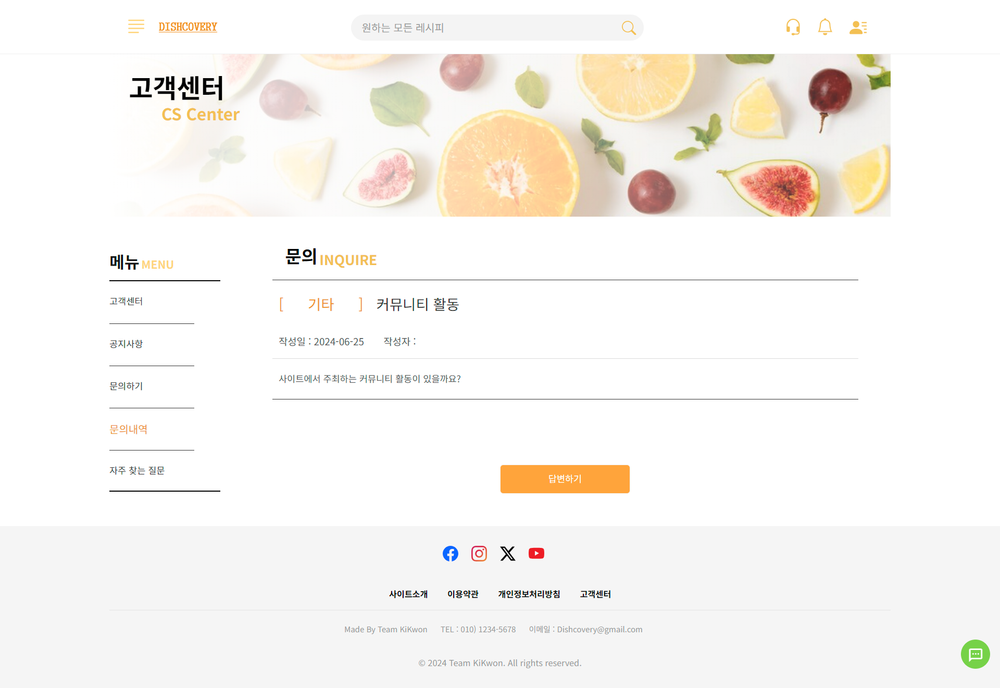 DISHCOVERY
원하는 모든 레시피
고객센터
CS Center
메뉴 MENU
고객센터
공지사항
문의하기
문의내역
자주 찾는 질문
문의 INQUIRE
[ 기타 ] 커뮤니티 활동
작성일 : 2024-06-25 작성자 :
사이트에서 주최하는 커뮤니티 활동이 있을까요?
답변하기
사이트소개 이용약관 개인정보처리방침 고객센터
Made By Team KiKwon TEL : 010) 1234-5678 이메일 : Dishcovery@gmail.com
© 2024 Team KiKwon. All rights reserved.